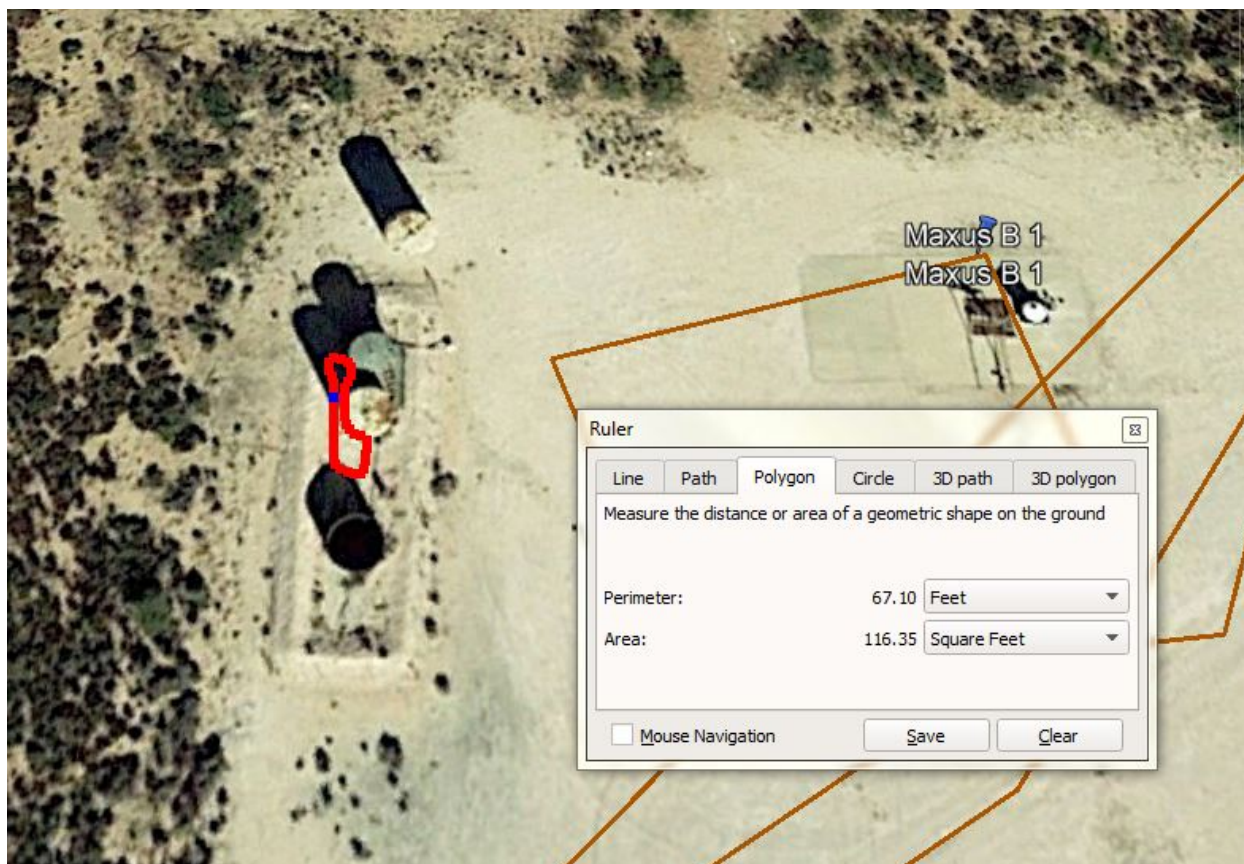 Maxus B 1
Maxus B 1
Ruler
Line Path Polygon Circle 3D path 3D polygon
Measure the distance or area of a geometric shape on the ground
Perimeter: 67.10 Feet
Area: 116.35 Square Feet
Mouse Navigation Save Clear